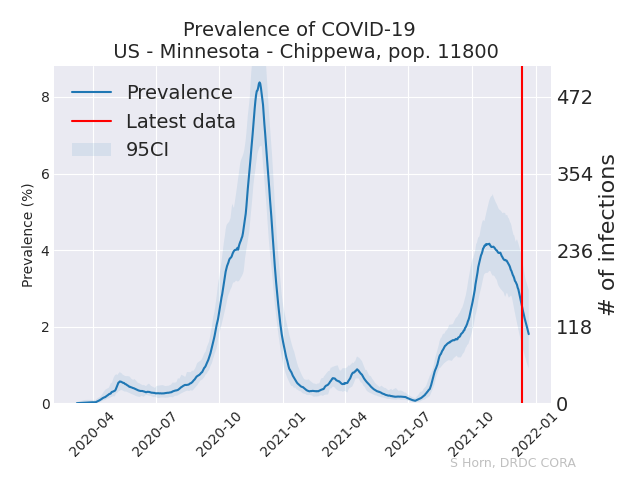 Prevalence of COVID-19
US - Minnesota - Chippewa, pop. 11800
Prevalence
Latest data
95CI
Prevalence (%)
8
6
4
2
0
472
354
236
118
0
# of infections
2020-04
2020-07
2020-10
2021-01
2021-04
2021-07
2021-10
2022-01
S Horn, DRDC CORA